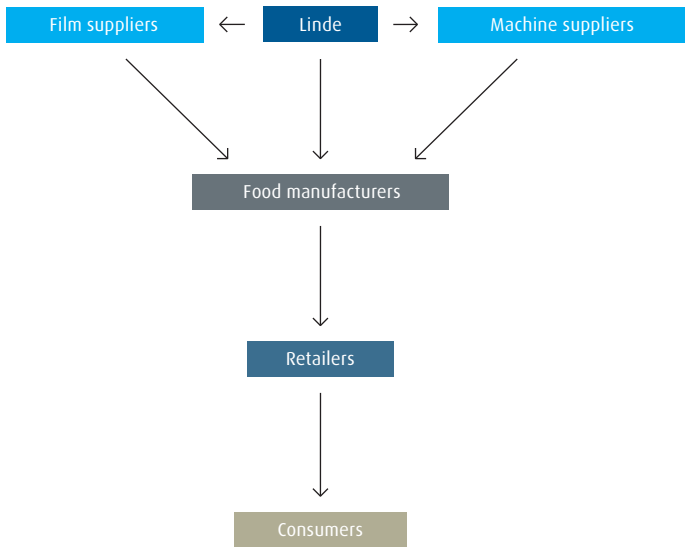 Film suppliers
Linde
Machine suppliers
Food manufacturers
Retailers
Consumers